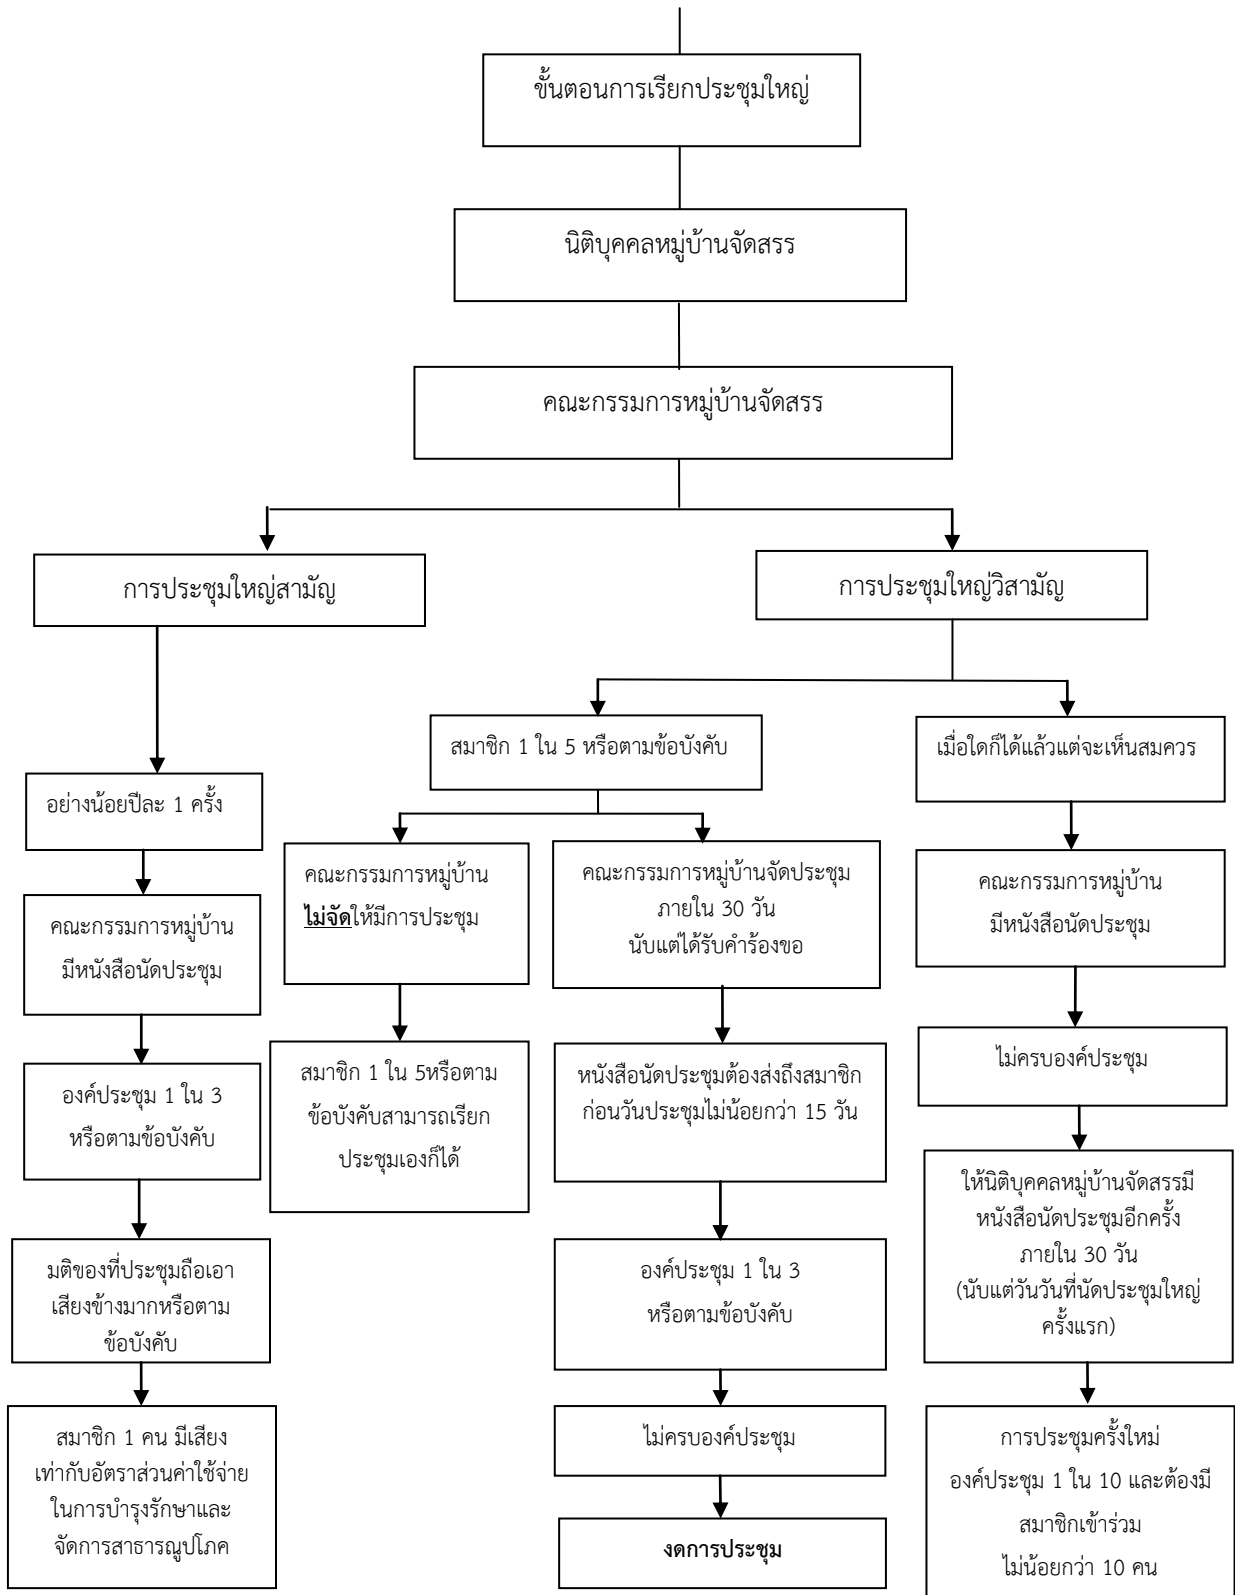 ขั้นตอนการเรียกประชุมใหญ่
นิติบุคคลหมู่บ้านจัดสรร
คณะกรรมการหมู่บ้านจัดสรร
การประชุมใหญ่สามัญ
อย่างน้อยปีละ 1 ครั้ง
คณะกรรมการหมู่บ้าน
มีหนังสือนัดประชุม
องค์ประชุม 1 ใน 3
หรือตามข้อบังคับ
มติของที่ประชุมถือเอา
เสียงข้างมากหรือตาม
ข้อบังคับ
สมาชิก 1 คน มีเสียง
เท่ากับอัตราส่วนค่าใช้จ่าย
ในการบำรุงรักษาและ
จัดการสาธารณูปโภค
การประชุมใหญ่วิสามัญ
สมาชิก 1 ใน 5 หรือตามข้อบังคับ
คณะกรรมการหมู่บ้าน
ไม่จัดให้มีการประชุม
สมาชิก 1 ใน 5หรือตาม
ข้อบังคับสามารถเรียก
ประชุมเองก็ได้
คณะกรรมการหมู่บ้านจัดประชุม
ภายใน 30 วัน
นับแต่ได้รับคำร้องขอ
หนังสือนัดประชุมต้องส่งถึงสมาชิก
ก่อนวันประชุมไม่น้อยกว่า 15 วัน
องค์ประชุม 1 ใน 3
หรือตามข้อบังคับ
ไม่ครบองค์ประชุม
งดการประชุม
เมื่อใดก็ได้แล้วแต่จะเห็นสมควร
คณะกรรมการหมู่บ้าน
มีหนังสือนัดประชุม
ไม่ครบองค์ประชุม
ให้นิติบุคคลหมู่บ้านจัดสรรมี
หนังสือนัดประชุมอีกครั้ง
ภายใน 30 วัน
(นับแต่วันวันที่นัดประชุมใหญ่
ครั้งแรก)
การประชุมครั้งใหม่
องค์ประชุม 1 ใน 10 และต้องมี
สมาชิกเข้าร่วม
ไม่น้อยกว่า 10 คน